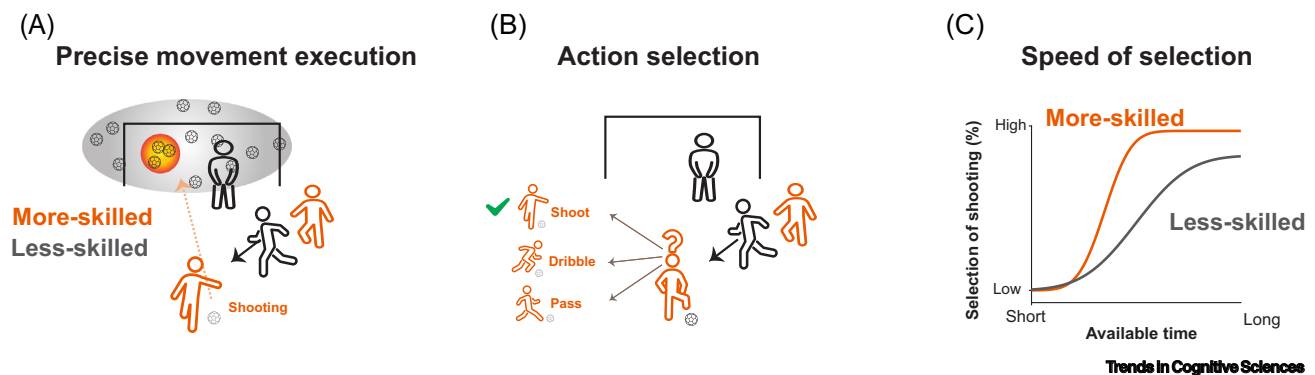 (A)
Precise movement execution
More-skilled
Less-skilled
Shooting
(B)
Action selection
Shoot
Dribble
Pass
?
(C)
Speed of selection
Selection of shooting (%)
High
Low
More-skilled
Less-skilled
Short
Long
Available time
Trends in Cognitive Sciences